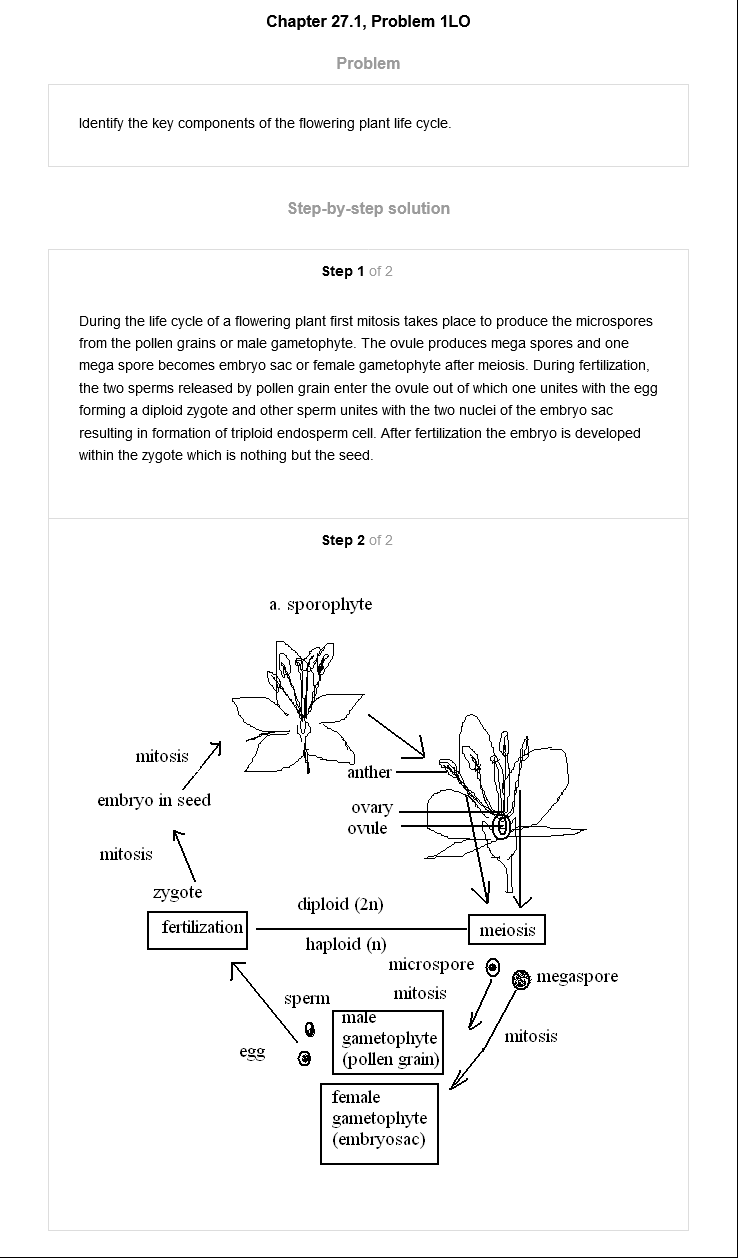 Chapter 27.1, Problem 1LO
Problem
Identify the key components of the flowering plant life cycle.
Step-by-step solution
Step 1 of 2
During the life cycle of a flowering plant first mitosis takes place to produce the microspores
from the pollen grains or male gametophyte. The ovule produces mega spores and one
mega spore becomes embryo sac or female gametophyte after meiosis. During fertilization,
the two sperms released by pollen grain enter the ovule out of which one unites with the egg
forming a diploid zygote and other sperm unites with the two nuclei of the embryo sac
resulting in formation of triploid endosperm cell. After fertilization the embryo is developed
within the zygote which is nothing but the seed.
Step 2 of 2
a. sporophyte
mitosis
anther
embryo in seed
ovary
ovule
mitosis
zygote
diploid (2n)
fertilization
meiosis
haploid (n)
microspore
megaspore
mitosis
sperm
male
gametophyte
(pollen grain)
mitosis
egg
female
gametophyte
(embryosac)